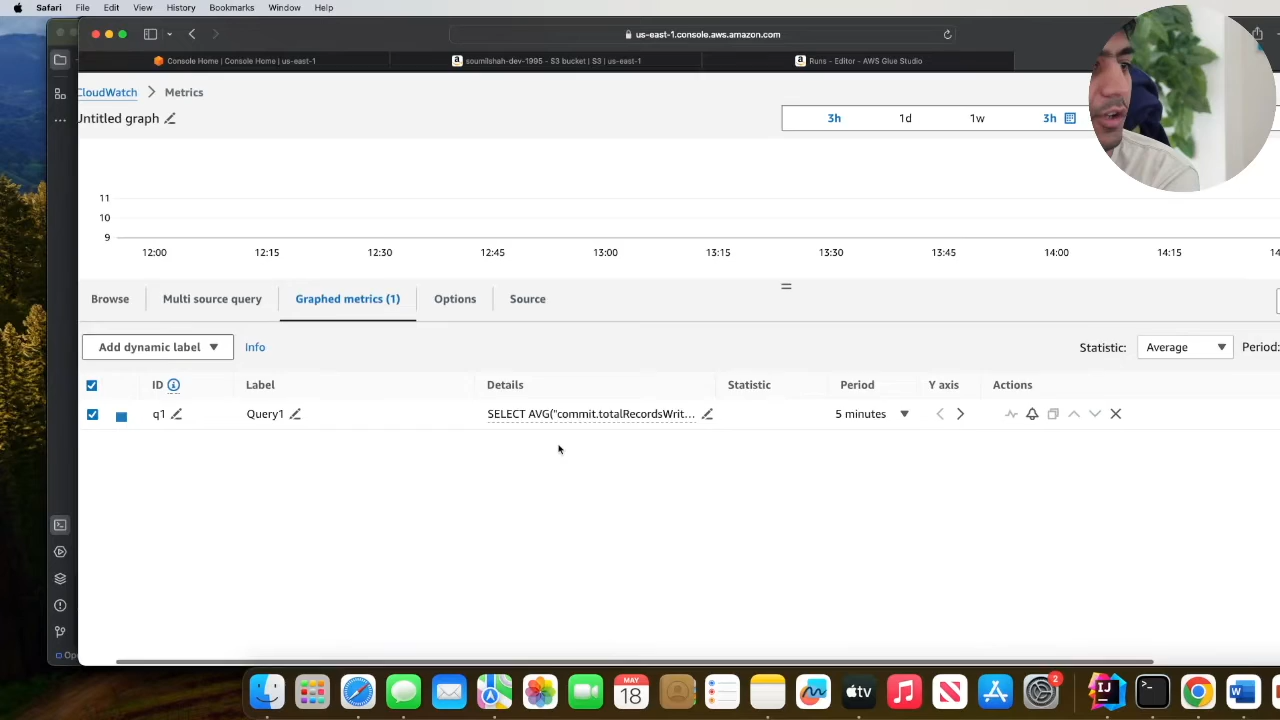 Safari File Edit View History Bookmarks Window Help
us-east-1.console.aws.amazon.com
Console Home | Console Home | us-east-1
soumilshah-dev-1995 - S3 bucket | S3 | us-east-1
Runs - Editor - AWS Glue Studio
CloudWatch > Metrics
Untitled graph
3h 1d 1w 3h
11
10
9
12:00 12:15 12:30 12:45 13:00 13:15 13:30 13:45 14:00 14:15 14
Browse Multi source query Graphed metrics (1) Options Source
Add dynamic label Info Statistic: Average Period:
ID Label Details Statistic Period Y axis Actions
q1 Query1 SELECT AVG("commit.totalRecordsWrit... 5 minutes
Op
MAY
18
tv
2
IJ
W